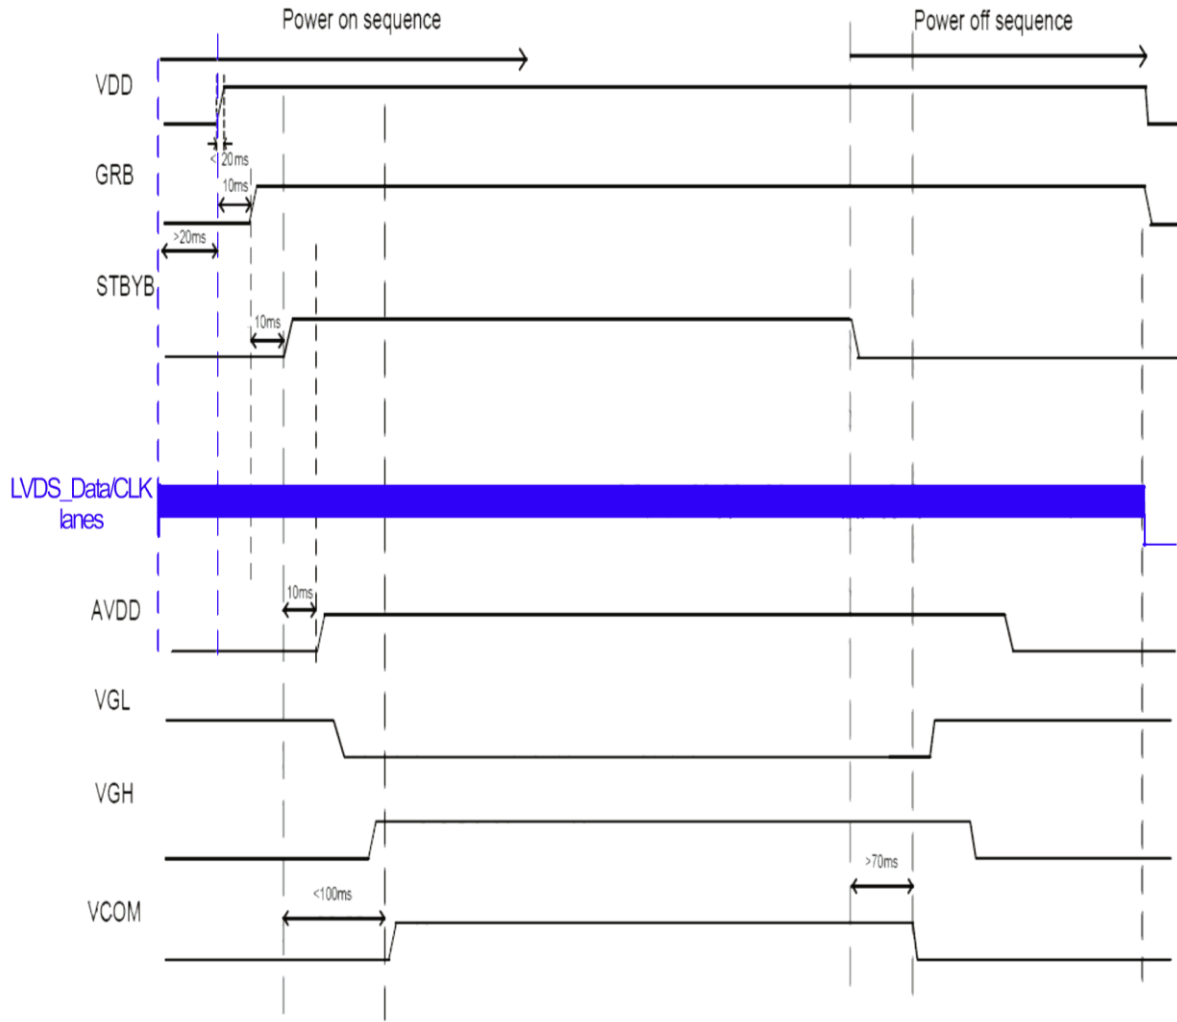 Power on sequence
Power off sequence
VDD
< 20ms
GRB
10ms
>20ms
STBYB
10ms
LVDS_Data/CLK
lanes
10ms
AVDD
VGL
VGH
>70ms
<100ms
VCOM